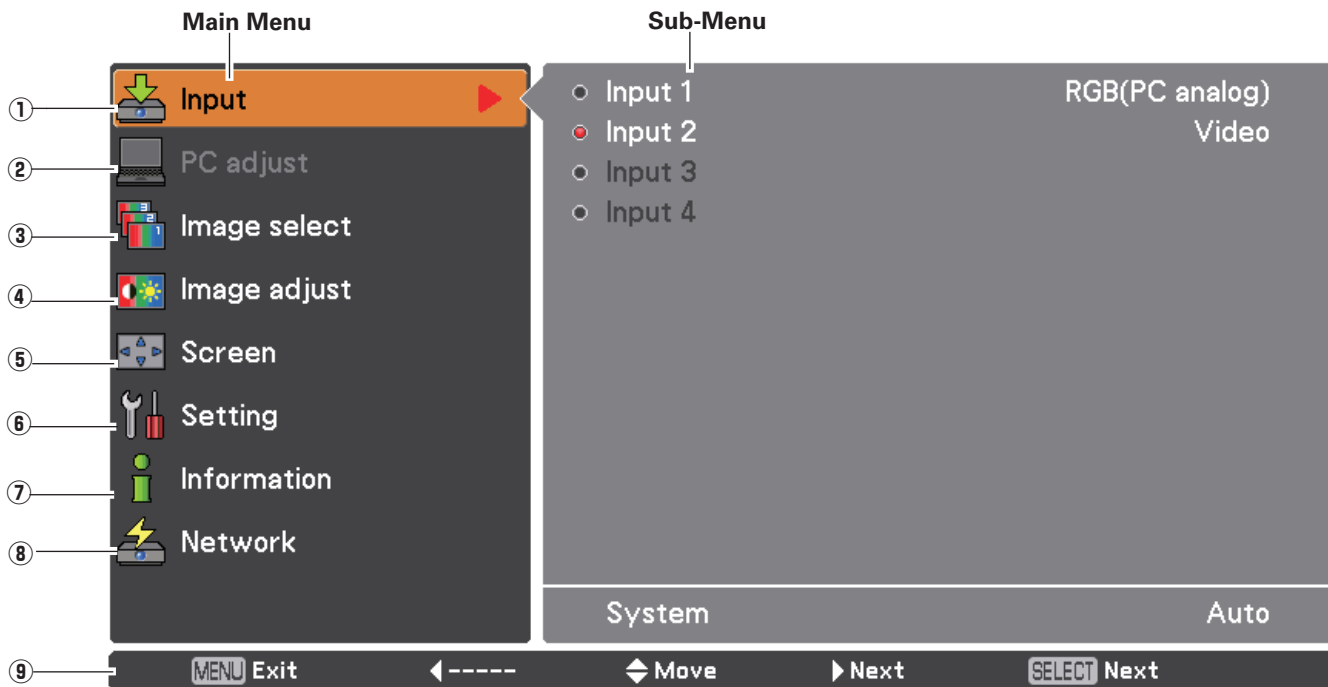 Main Menu
Sub-Menu
① Input
② PC adjust
③ Image select
④ Image adjust
⑤ Screen
⑥ Setting
⑦ Information
⑧ Network
Input 1 RGB(PC analog)
Input 2 Video
Input 3
Input 4
System Auto
⑨ MENU Exit ----- Move Next SELECT Next